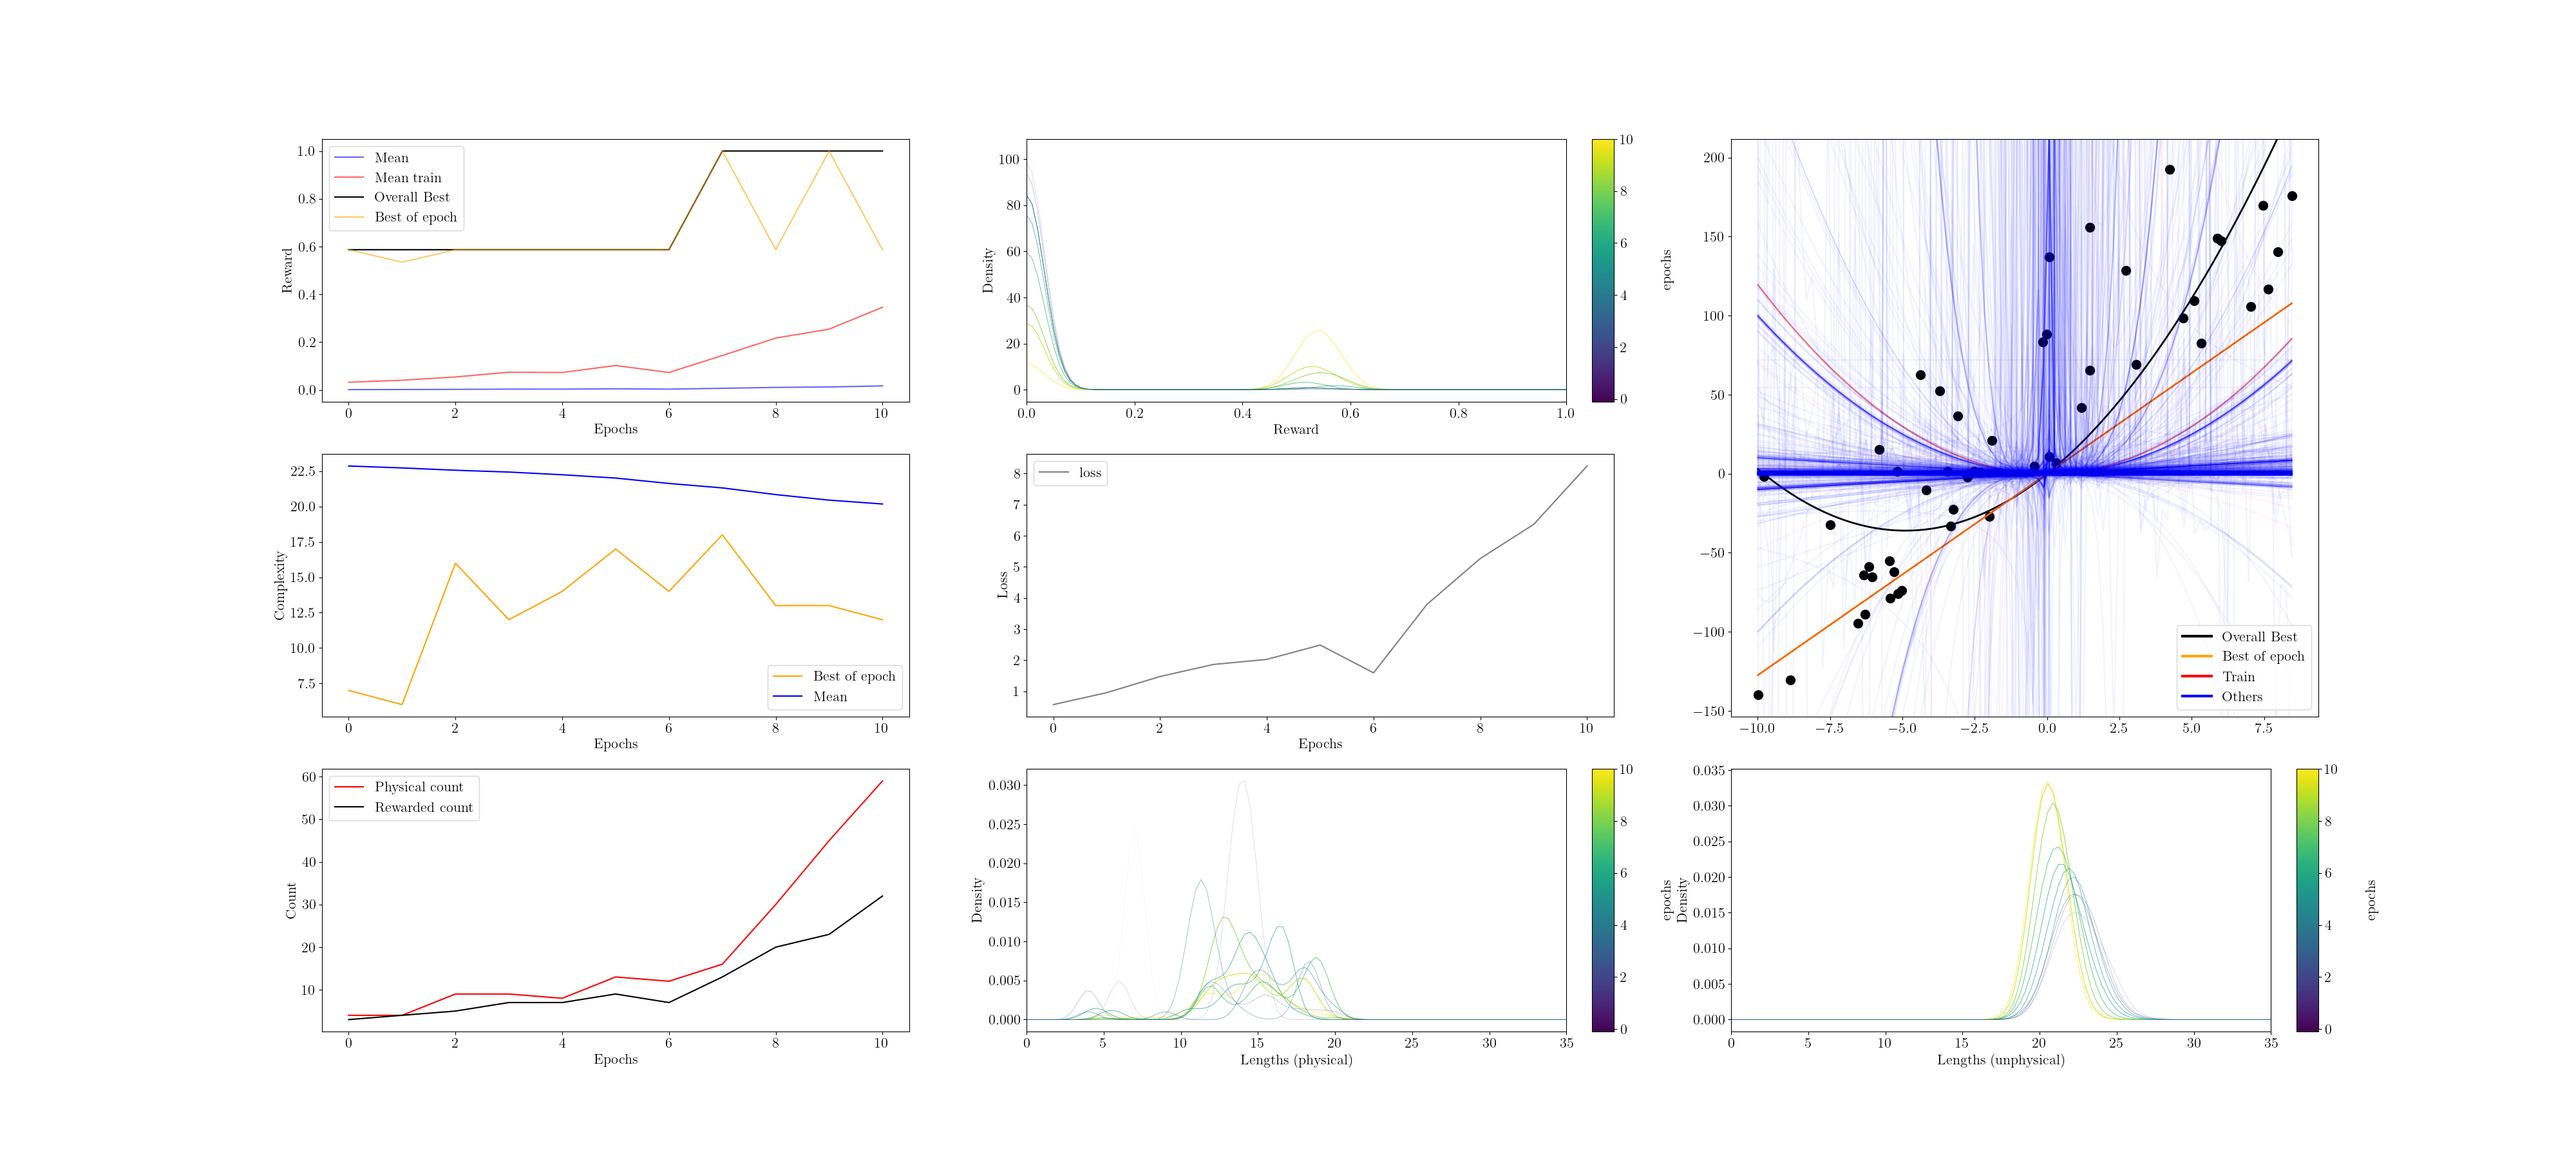 Reward
1.0
0.8
0.6
0.4
0.2
0.0
Mean
Mean train
Overall Best
Best of epoch
0 2 4 6 8 10
Epochs
Density
100
80
60
40
20
0
0.0 0.2 0.4 0.6 0.8 1.0
Reward
10
8
6
4
2
0
epochs
200
150
100
50
0
−50
−100
−150
Overall Best
Best of epoch
Train
Others
−10.0 −7.5 −5.0 −2.5 0.0 2.5 5.0 7.5
Complexity
22.5
20.0
17.5
15.0
12.5
10.0
7.5
Best of epoch
Mean
0 2 4 6 8 10
Epochs
Loss
8
7
6
5
4
3
2
1
loss
0 2 4 6 8 10
Epochs
Count
60
50
40
30
20
10
Physical count
Rewarded count
0 2 4 6 8 10
Epochs
Density
0.030
0.025
0.020
0.015
0.010
0.005
0.000
0 5 10 15 20 25 30 35
Lengths (physical)
10
8
6
4
2
0
epochs
Density
0.035
0.030
0.025
0.020
0.015
0.010
0.005
0.000
0 5 10 15 20 25 30 35
Lengths (unphysical)
10
8
6
4
2
0
epochs